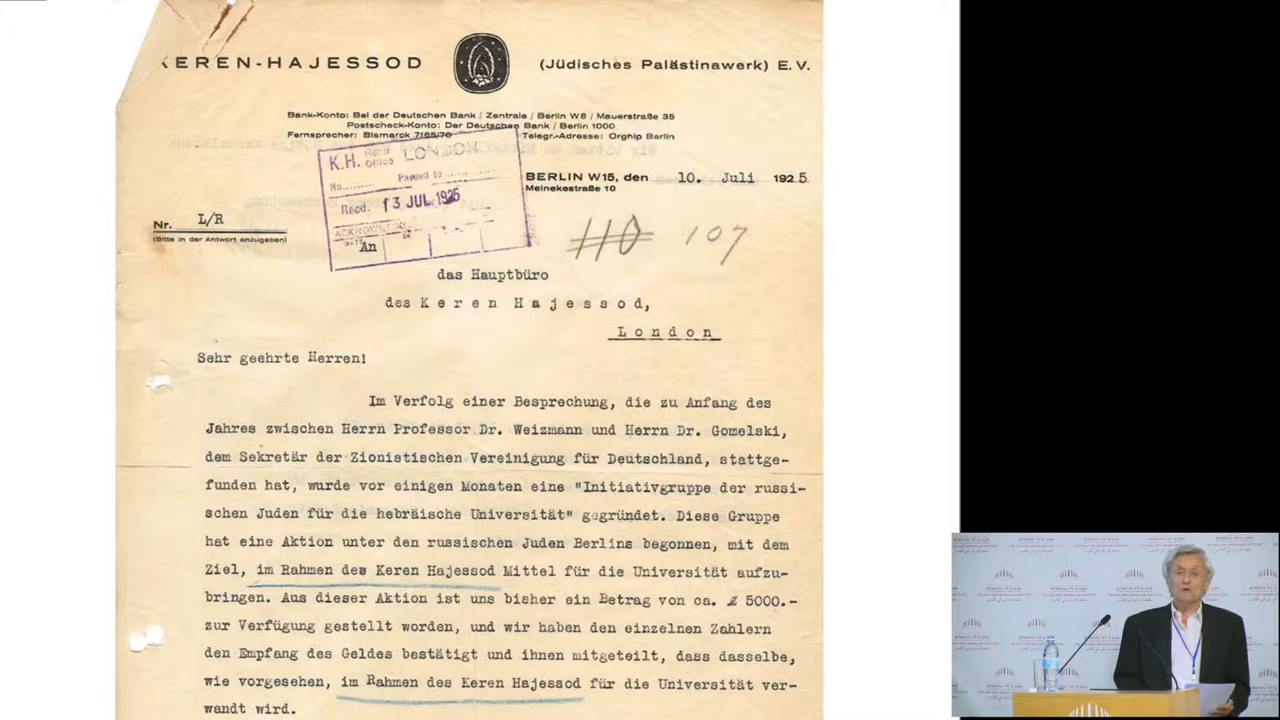 KEREN-HAJESSOD (Jüdisches Palästinawerk) E. V.
Bank-Konto: Bei der Deutschen Bank / Zentrale / Berlin W8 / Mauerstraße 35
Postscheck-Konto: Der Deutschen Bank / Berlin 1000
Fernsprecher: Bismarck 7165/70 Telegr.-Adresse: Orghip Berlin
K.H. Head Office LONDON
No. Passed to
Recd. 13 JUL 1925
BERLIN W15, den 10. Juli 1925
Meinekestraße 10
Nr. L/R
(Bitte in der Antwort anzugeben)
An
110 107
das Hauptbüro
des Keren Hajessod,
London
Sehr geehrte Herren!
Im Verfolg einer Besprechung, die zu Anfang des
Jahres zwischen Herrn Professor Dr. Weizmann und Herrn Dr. Gomelski,
dem Sekretär der Zionistischen Vereinigung für Deutschland, stattge-
funden hat, wurde vor einigen Monaten eine "Initiativgruppe der russi-
schen Juden für die hebräische Universität" gegründet. Diese Gruppe
hat eine Aktion unter den russischen Juden Berlins begonnen, mit dem
Ziel, im Rahmen des Keren Hajessod Mittel für die Universität aufzu-
bringen. Aus dieser Aktion ist uns bisher ein Betrag von ca. £ 5000.-
zur Verfügung gestellt worden, und wir haben den einzelnen Zahlern
den Empfang des Geldes bestätigt und ihnen mitgeteilt, dass dasselbe,
wie vorgesehen, im Rahmen des Keren Hajessod für die Universität ver-
wandt wird.